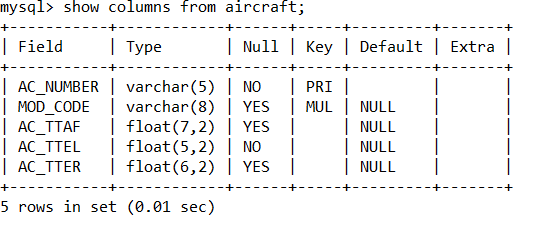 mysql> show columns from aircraft;
+-----------+------------+------+-----+---------+-------+
| Field     | Type       | Null | Key | Default | Extra |
+-----------+------------+------+-----+---------+-------+
| AC_NUMBER | varchar(5) | NO   | PRI |         |       |
| MOD_CODE  | varchar(8) | YES  | MUL | NULL    |       |
| AC_TTAF   | float(7,2) | YES  |     | NULL    |       |
| AC_TTEL   | float(5,2) | NO   |     | NULL    |       |
| AC_TTER   | float(6,2) | YES  |     | NULL    |       |
+-----------+------------+------+-----+---------+-------+
5 rows in set (0.01 sec)